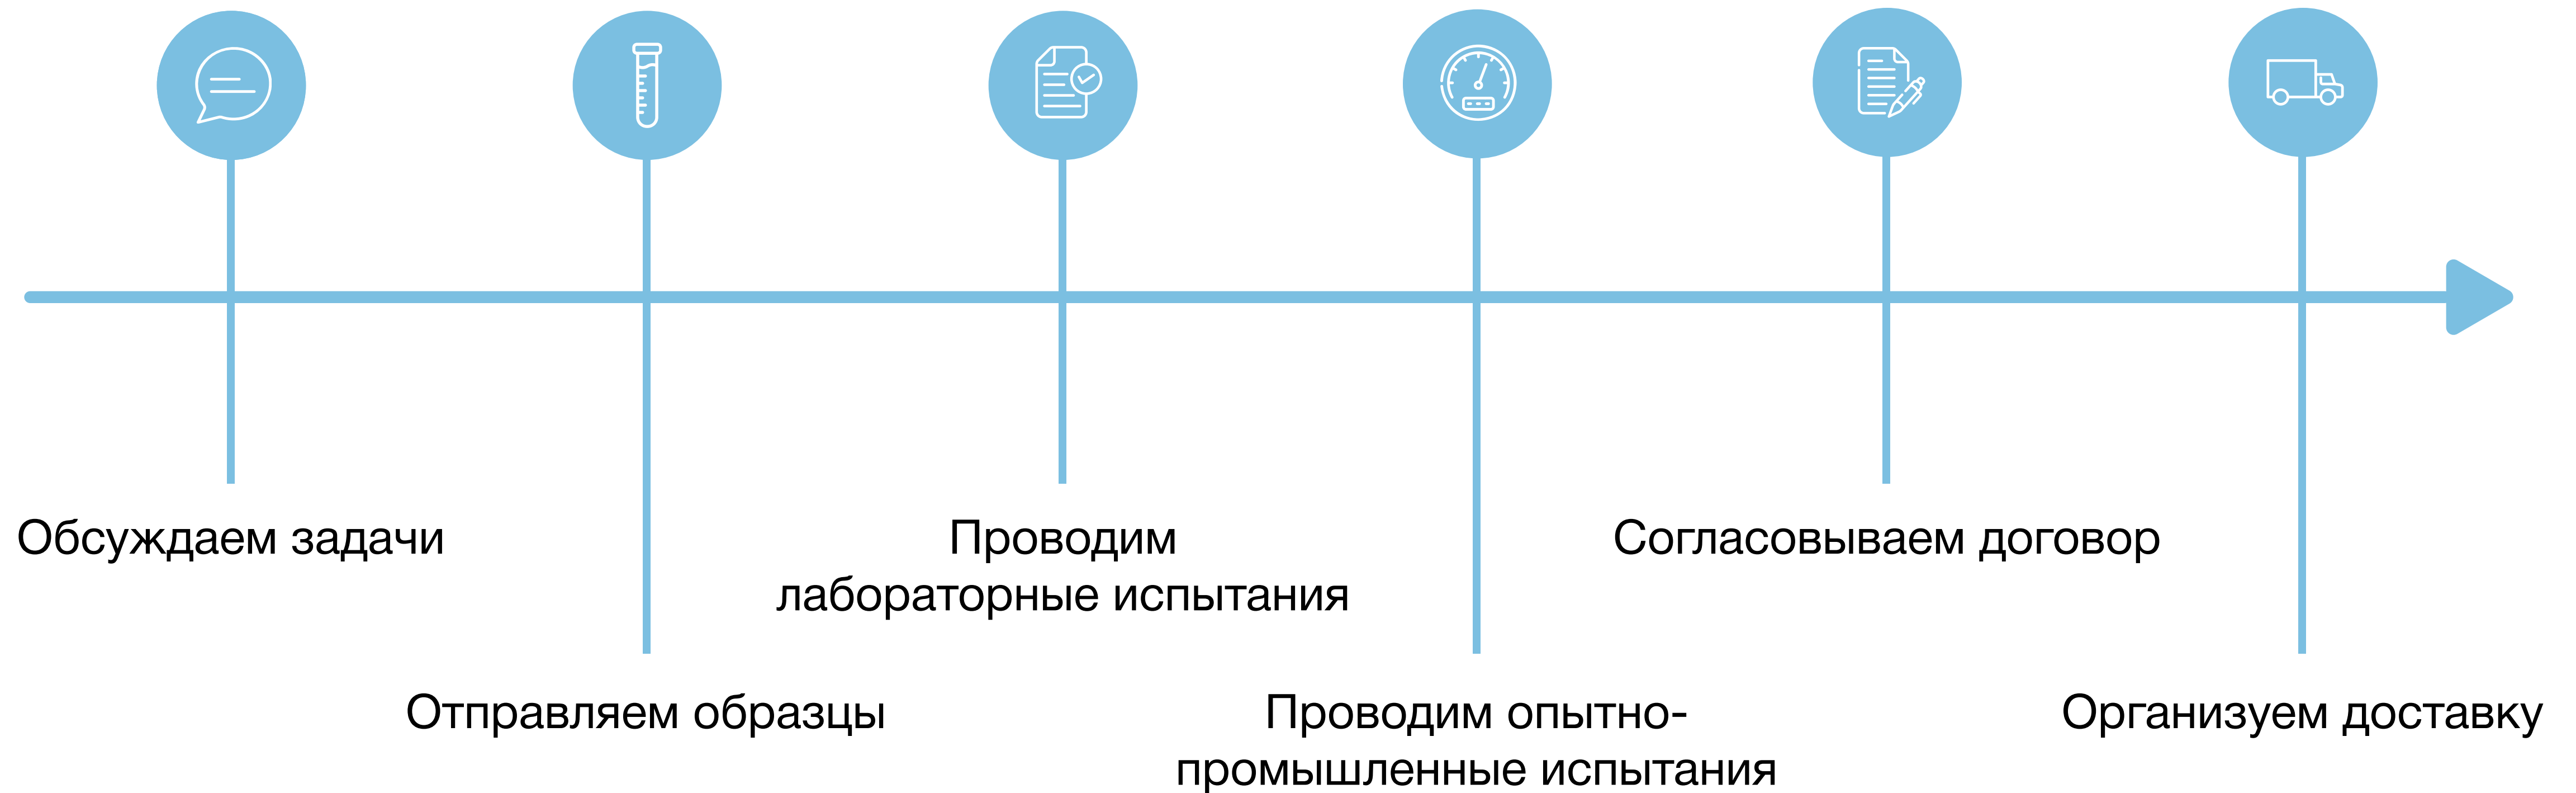 Обсуждаем задачи
Отправляем образцы
Проводим
лабораторные испытания
Проводим опытно-
промышленные испытания
Согласовываем договор
Организуем доставку